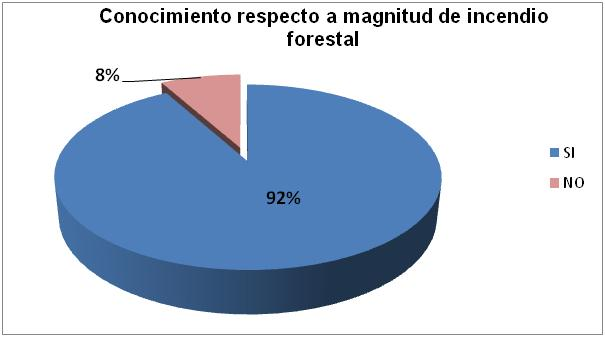 Conocimiento respecto a magnitud de incendio
forestal
8%
92%
SI
NO